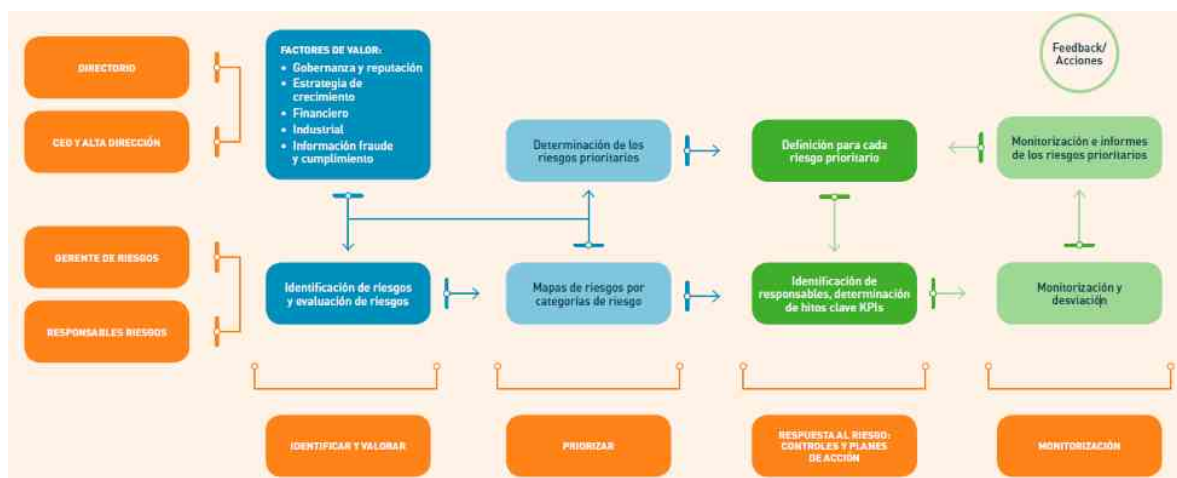 DIRECTORIO
CEO Y ALTA DIRECCIÓN
GERENTE DE RIESGOS
RESPONSABLES RIESGOS
FACTORES DE VALOR:
• Gobernanza y reputación
• Estrategia de
crecimiento
• Financiero
• Industrial
• Información fraude
y cumplimiento
Determinación de los
riesgos prioritarios
Definición para cada
riesgo prioritario
Feedback/
Acciones
Monitorización e informes
de los riesgos prioritarios
Identificación de riesgos
y evaluación de riesgos
Mapas de riesgos por
categorías de riesgo
Identificación de
responsables, determinación
de hitos clave KPIs
Monitorización y
desviación
IDENTIFICAR Y VALORAR
PRIORIZAR
RESPUESTA AL RIESGO:
CONTROLES Y PLANES
DE ACCIÓN
MONITORIZACIÓN